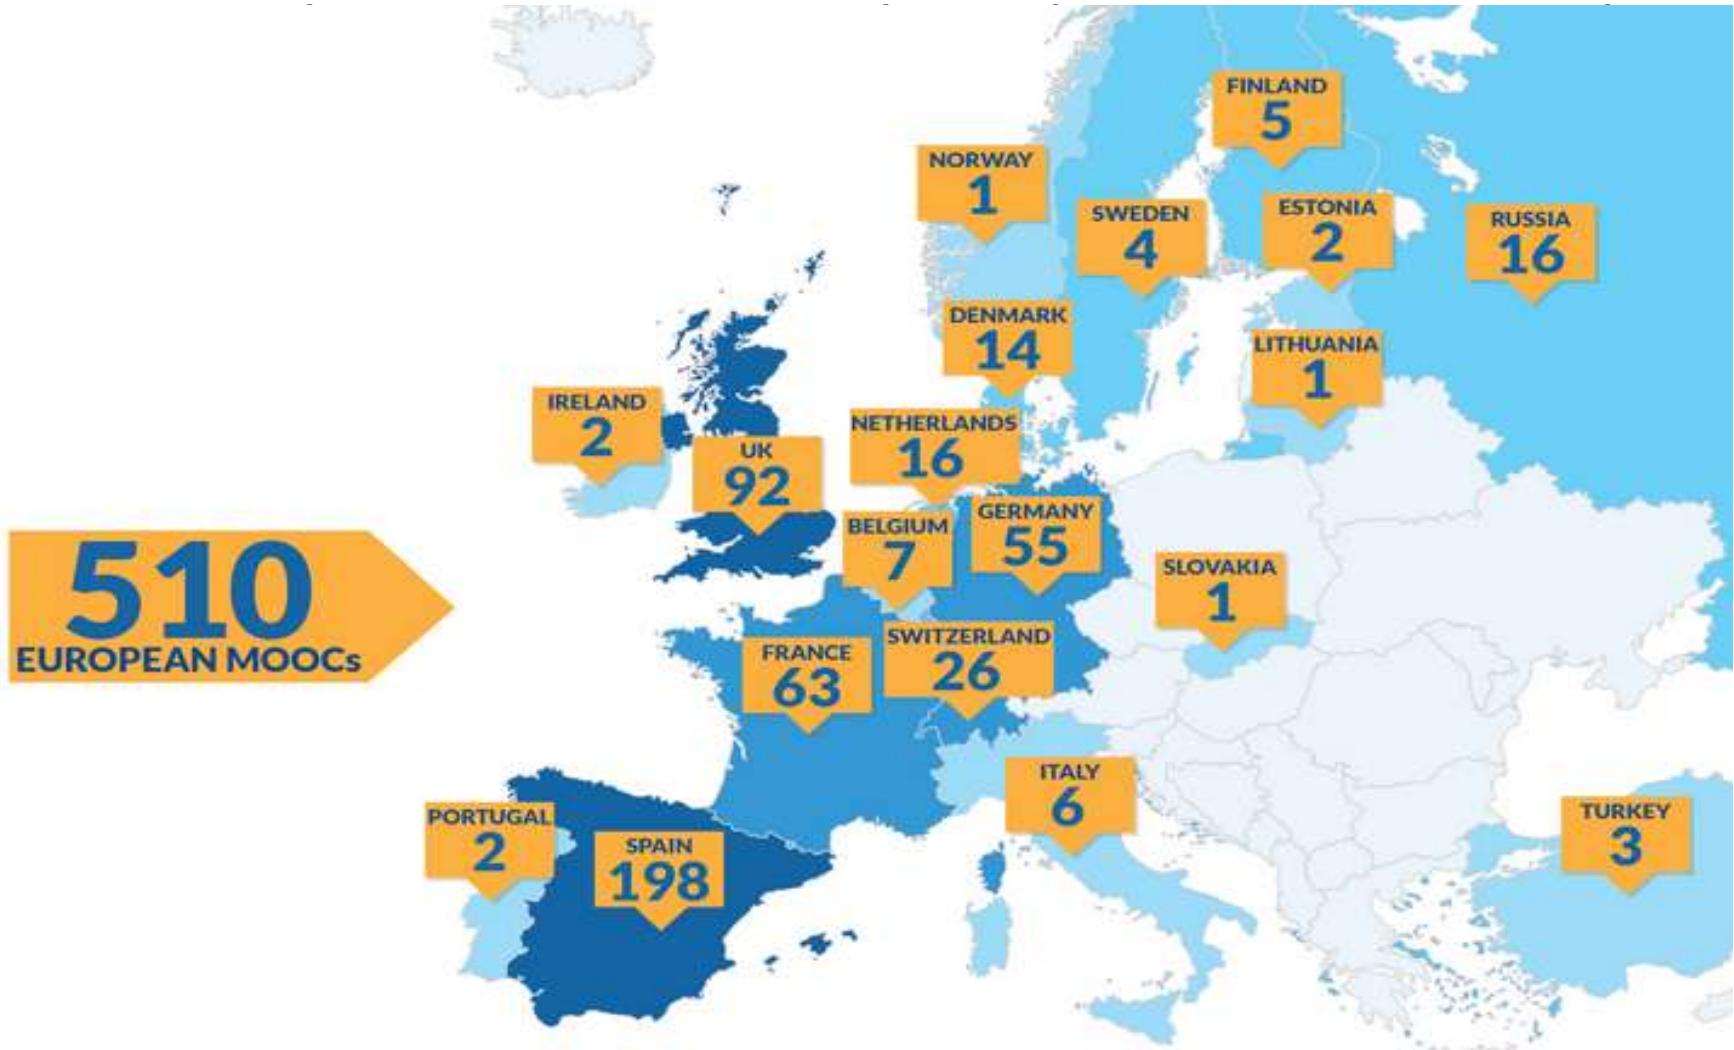 FINLAND
5
NORWAY
1
SWEDEN
4
ESTONIA
2
RUSSIA
16
DENMARK
14
LITHUANIA
1
IRELAND
2
NETHERLANDS
16
UK
92
BELGIUM
7
GERMANY
55
510
EUROPEAN MOOCs
SLOVAKIA
1
SWITZERLAND
26
FRANCE
63
ITALY
6
PORTUGAL
2
SPAIN
198
TURKEY
3